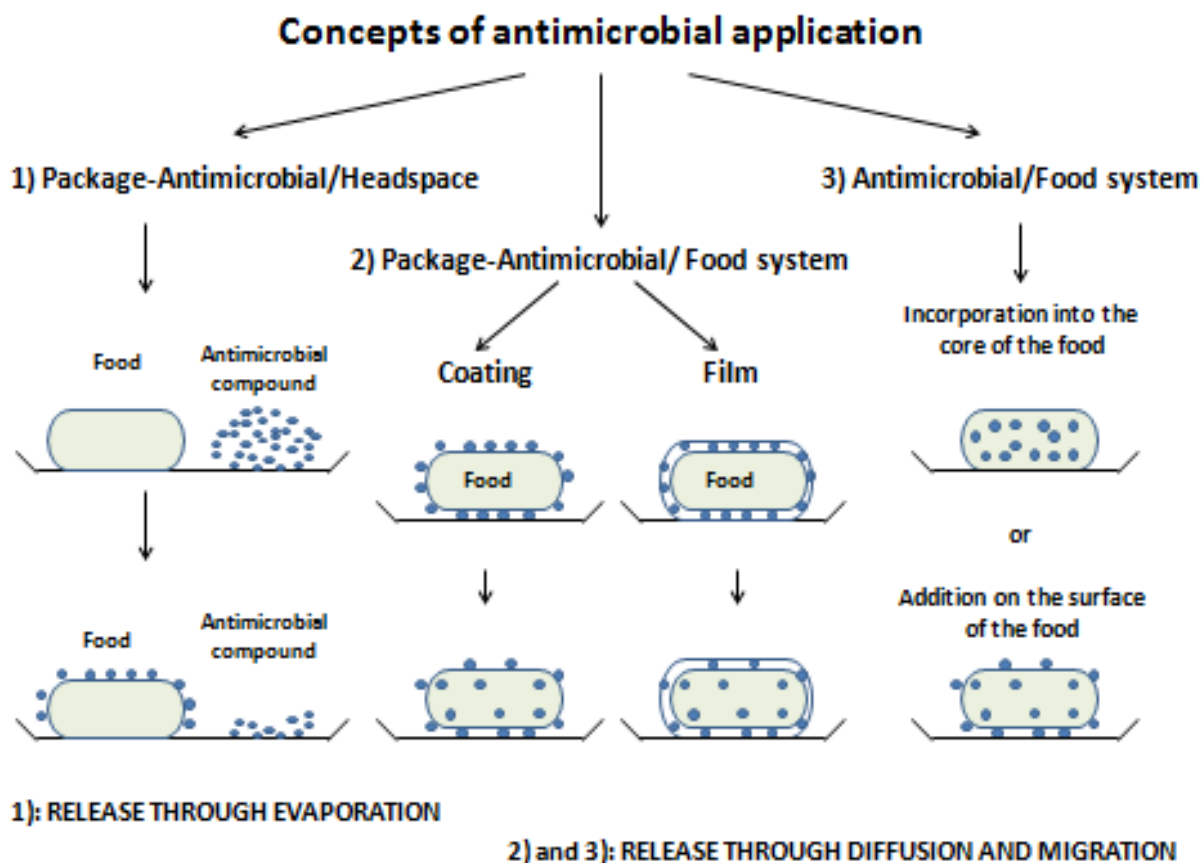 Concepts of antimicrobial application
1) Package-Antimicrobial/Headspace
3) Antimicrobial/Food system
2) Package-Antimicrobial/ Food system
Food
Antimicrobial
compound
Coating
Film
Incorporation into the
core of the food
Food
Food
or
Food
Antimicrobial
compound
Addition on the surface
of the food
1): RELEASE THROUGH EVAPORATION
2) and 3): RELEASE THROUGH DIFFUSION AND MIGRATION